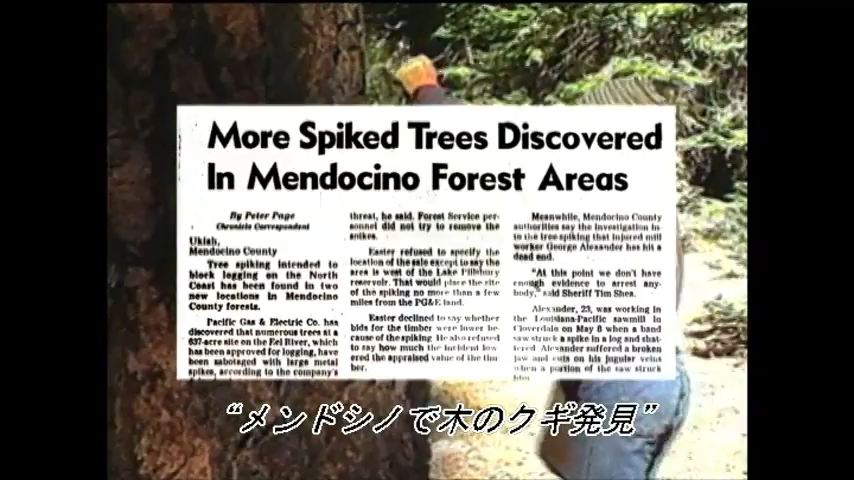 More Spiked Trees Discovered
In Mendocino Forest Areas
By Peter Page
Chronicle Correspondent
Ukiah,
Mendocino County
Tree spiking intended to
block logging on the North
Coast has been found in two
new locations in Mendocino
County forests.
Pacific Gas & Electric Co. has
discovered that numerous trees at a
637-acre site on the Eel River, which
has been approved for logging, have
been sabotaged with large metal
spikes, according to the company's
threat, he said. Forest Service per-
sonnel did not try to remove the
spikes.
Easter refused to specify the
location of the sale except to say the
area is west of the Lake Pillsbury
reservoir. That would place the site
of the spiking no more than a few
miles from the PG&E land.
Easter declined to say whether
bids for the timber were lower be-
cause of the spiking. He also refused
to say how much the incident low-
ered the appraised value of the tim-
ber.
Meanwhile, Mendocino County
authorities say the investigation in-
to the tree spiking that injured mill
worker George Alexander has hit a
dead end.
"At this point we don't have
enough evidence to arrest any-
body," said Sheriff Tim Shea.
Alexander, 23, was working in
the Louisiana-Pacific sawmill in
Cloverdale on May 8 when a band
saw struck a spike in a log and shat-
tered. Alexander suffered a broken
jaw and cuts on his jugular veins
when a portion of the saw struck
him
“メンドシノで木のクギ発見”